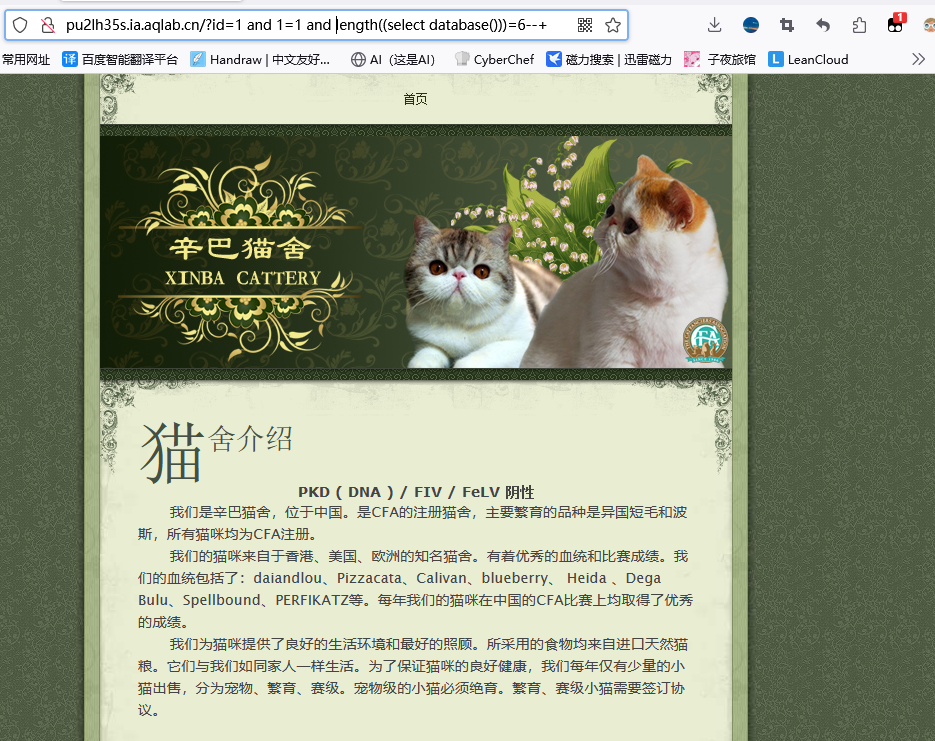 pu2lh35s.ia.aqlab.cn/?id=1 and 1=1 and length((select database()))=6--+
1
常用网址 译 百度智能翻译平台 Handraw | 中文友好... AI（这是AI） CyberChef 磁力搜索 | 迅雷磁力 子夜旅馆 L LeanCloud
首页
辛巴猫舍
XINBA CATTERY
猫舍介绍
PKD ( DNA ) / FIV / FeLV 阴性
我们是辛巴猫舍，位于中国。是CFA的注册猫舍，主要繁育的品种是异国短毛和波
斯，所有猫咪均为CFA注册。
我们的猫咪来自于香港、美国、欧洲的知名猫舍。有着优秀的血统和比赛成绩。我
们的血统包括了：daiandlou、Pizzacata、Calivan、blueberry、 Heida 、Dega
Bulu、Spellbound、PERFIKATZ等。每年我们的猫咪在中国的CFA比赛上均取得了优秀
的成绩。
我们为猫咪提供了良好的生活环境和最好的照顾。所采用的食物均来自进口天然猫
粮。它们与我们如同家人一样生活。为了保证猫咪的良好健康，我们每年仅有少量的小
猫出售，分为宠物、繁育、赛级。宠物级的小猫必须绝育。繁育、赛级小猫需要签订协
议。